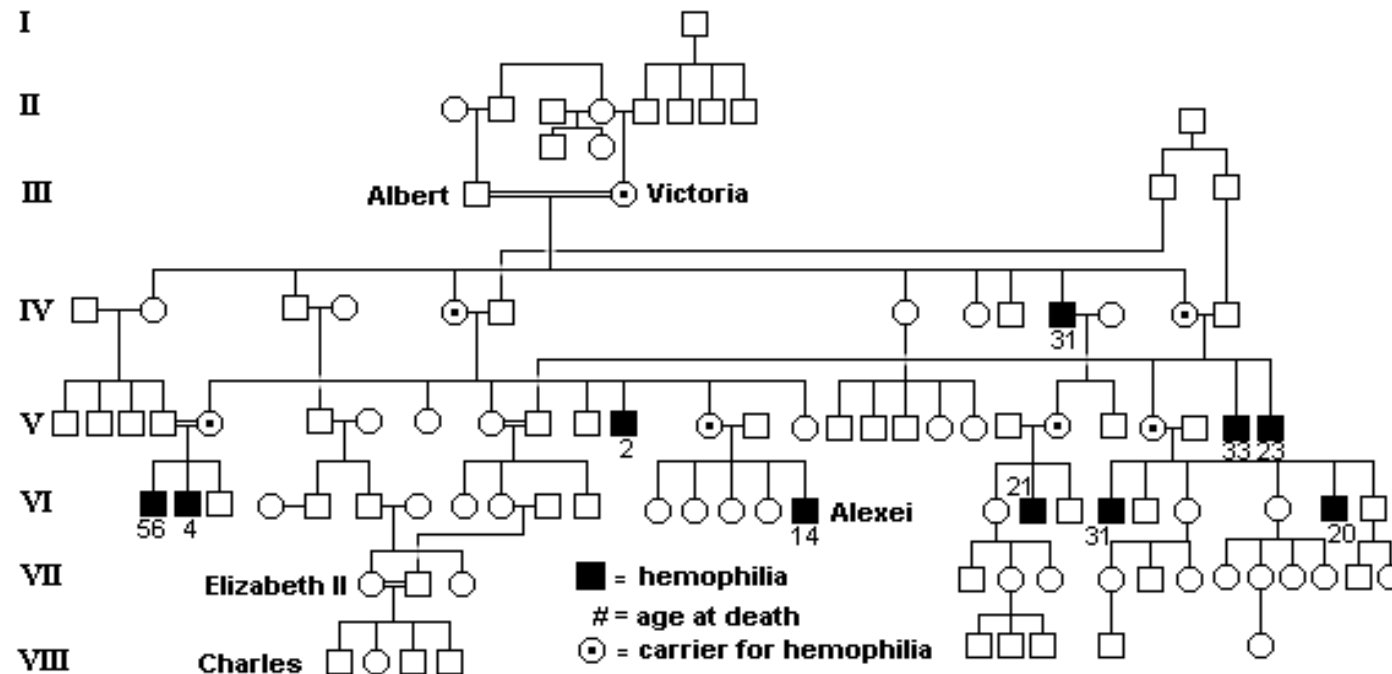 I
II
III
Albert
Victoria
IV
31
V
2
33
23
VI
56
4
14
Alexei
21
31
20
VII
Elizabeth II
= hemophilia
# = age at death
= carrier for hemophilia
VIII
Charles